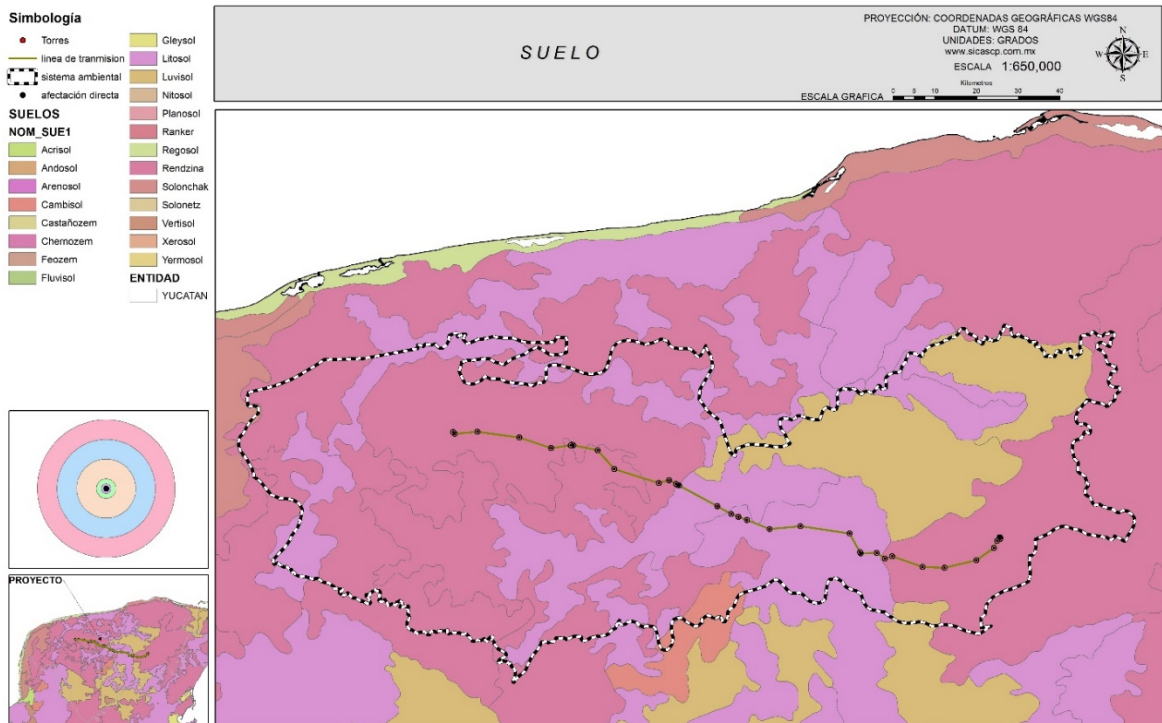 Simbología
Torres
linea de tranmision
sistema ambiental
afectación directa
SUELOS
NOM_SUE1
Acrisol
Andosol
Arenosol
Cambisol
Castañozem
Chernozem
Feozem
Fluvisol
Gleysol
Litosol
Luvisol
Nitosol
Planosol
Ranker
Regosol
Rendzina
Solonchak
Solonetz
Vertisol
Xerosol
Yermosol
ENTIDAD
YUCATAN
SUELO
PROYECCIÓN: COORDENADAS GEOGRÁFICAS WGS84
DATUM: WGS 84
UNIDADES: GRADOS
www.sicascp.com.mx
ESCALA 1:650,000
Kilometros
ESCALA GRAFICA 0 5 10 20 30 40
N
W E
S
PROYECTO